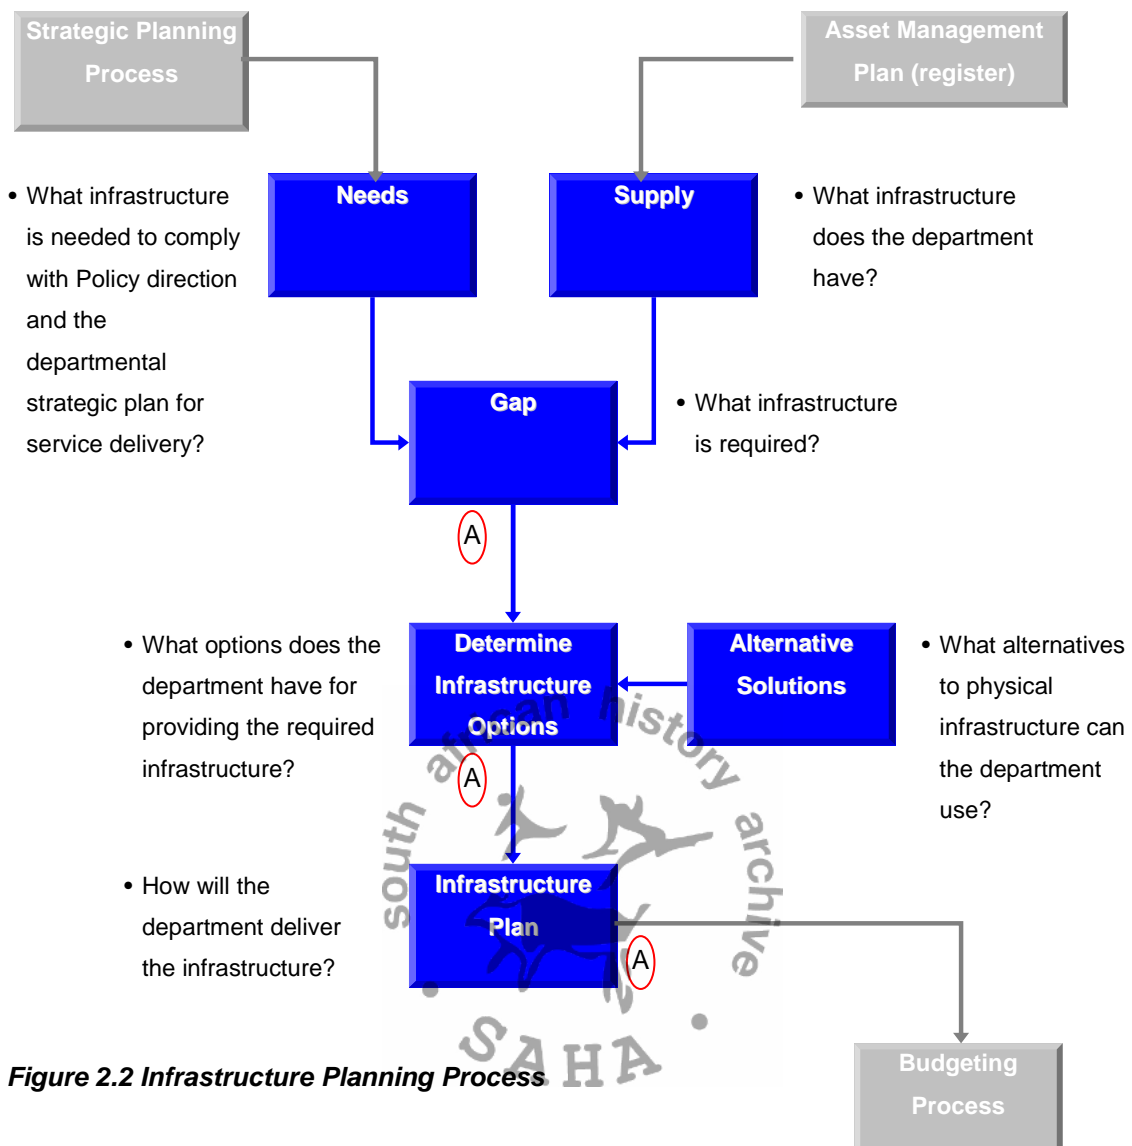 Strategic Planning
Process
Asset Management
Plan (register)
• What infrastructure
is needed to comply
with Policy direction
and the
departmental
strategic plan for
service delivery?
Needs
Supply
• What infrastructure
does the department
have?
Gap
• What infrastructure
is required?
A
• What options does the
department have for
providing the required
infrastructure?
Determine
Infrastructure
Options
Alternative
Solutions
• What alternatives
to physical
infrastructure can
the department
use?
A
• How will the
department deliver
the infrastructure?
Infrastructure
Plan
A
south african history archive
• SAHA •
Budgeting
Process
Figure 2.2 Infrastructure Planning Process